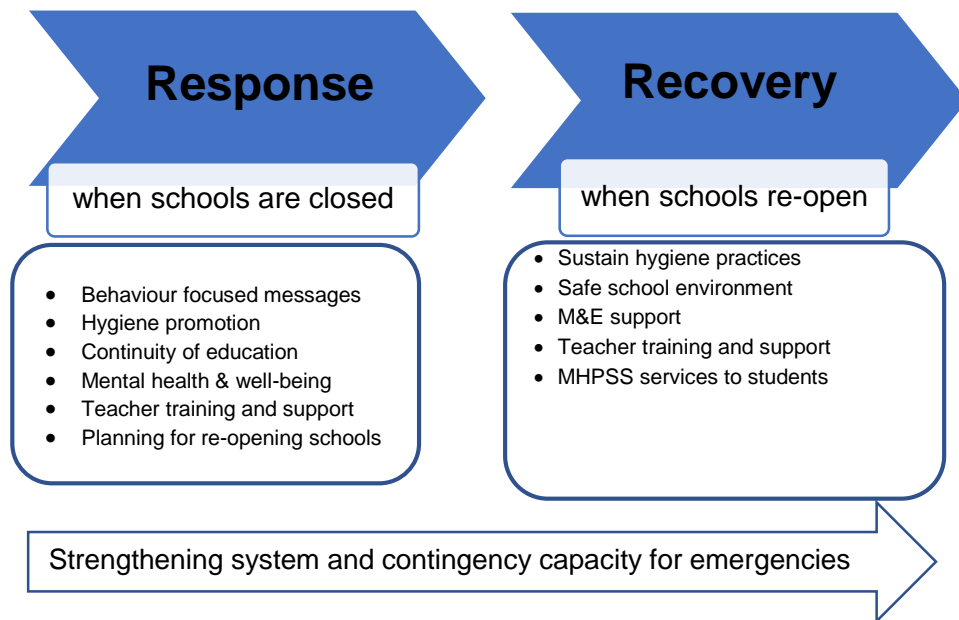 Response
when schools are closed
• Behaviour focused messages
• Hygiene promotion
• Continuity of education
• Mental health & well-being
• Teacher training and support
• Planning for re-opening schools
Recovery
when schools re-open
• Sustain hygiene practices
• Safe school environment
• M&E support
• Teacher training and support
• MHPSS services to students
Strengthening system and contingency capacity for emergencies